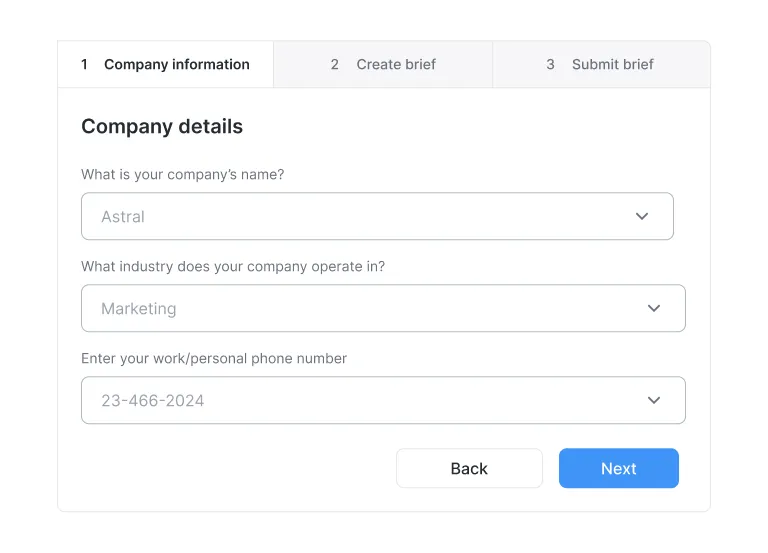 1 Company information 2 Create brief 3 Submit brief
Company details
What is your company’s name?
Astral
What industry does your company operate in?
Marketing
Enter your work/personal phone number
23-466-2024
Back Next